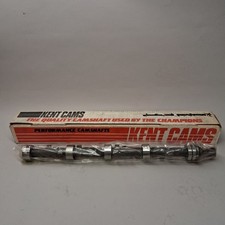 KENT CAMS
THE QUALITY CAMSHAFT USED BY THE CHAMPIONS
PERFORMANCE CAMSHAFTS
KENT CAMS